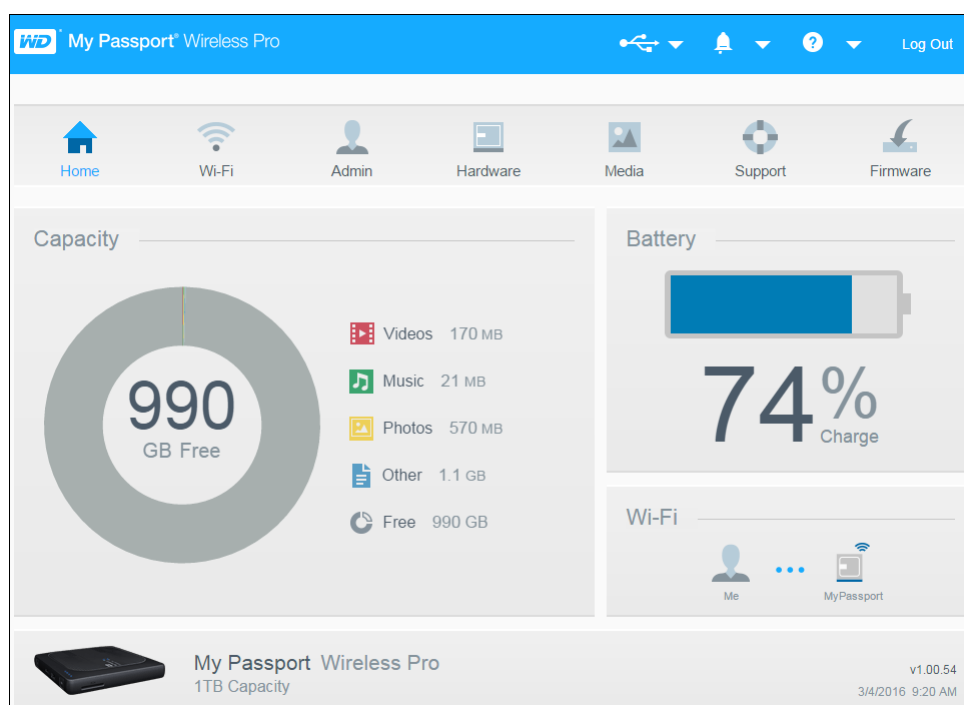 WD My Passport® Wireless Pro
Log Out
Home
Wi-Fi
Admin
Hardware
Media
Support
Firmware
Capacity
990
GB Free
Videos 170 MB
Music 21 MB
Photos 570 MB
Other 1.1 GB
Free 990 GB
Battery
74%
Charge
Wi-Fi
Me
MyPassport
My Passport Wireless Pro
1TB Capacity
v1.00.54
3/4/2016 9:20 AM